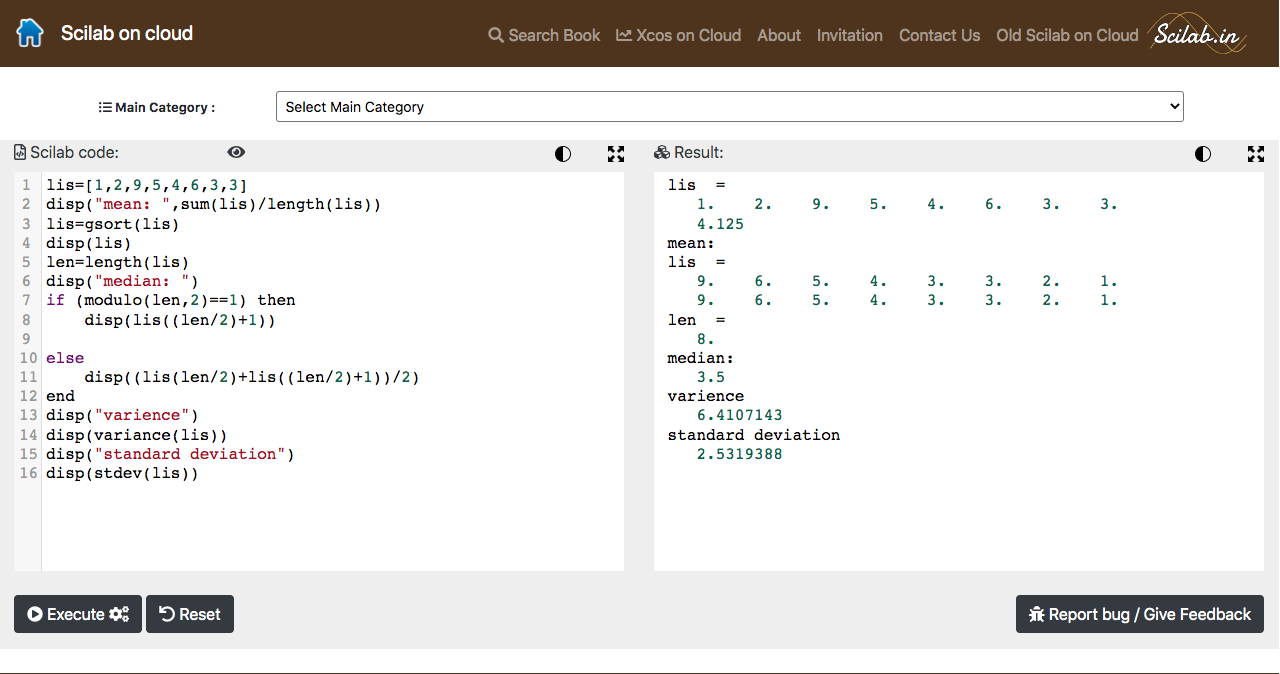 Scilab on cloud
Search Book Xcos on Cloud About Invitation Contact Us Old Scilab on Cloud Scilab.in
Main Category :
Select Main Category
Scilab code:
1 lis=[1,2,9,5,4,6,3,3]
2 disp("mean: ",sum(lis)/length(lis))
3 lis=gsort(lis)
4 disp(lis)
5 len=length(lis)
6 disp("median: ")
7 if (modulo(len,2)==1) then
8     disp(lis((len/2)+1))
9
10 else
11     disp((lis(len/2)+lis((len/2)+1))/2)
12 end
13 disp("varience")
14 disp(variance(lis))
15 disp("standard deviation")
16 disp(stdev(lis))
Result:
lis  =
   1.    2.    9.    5.    4.    6.    3.    3.
   4.125
mean:
lis  =
   9.    6.    5.    4.    3.    3.    2.    1.
   9.    6.    5.    4.    3.    3.    2.    1.
len  =
   8.
median:
   3.5
varience
   6.4107143
standard deviation
   2.5319388
Execute
Reset
Report bug / Give Feedback